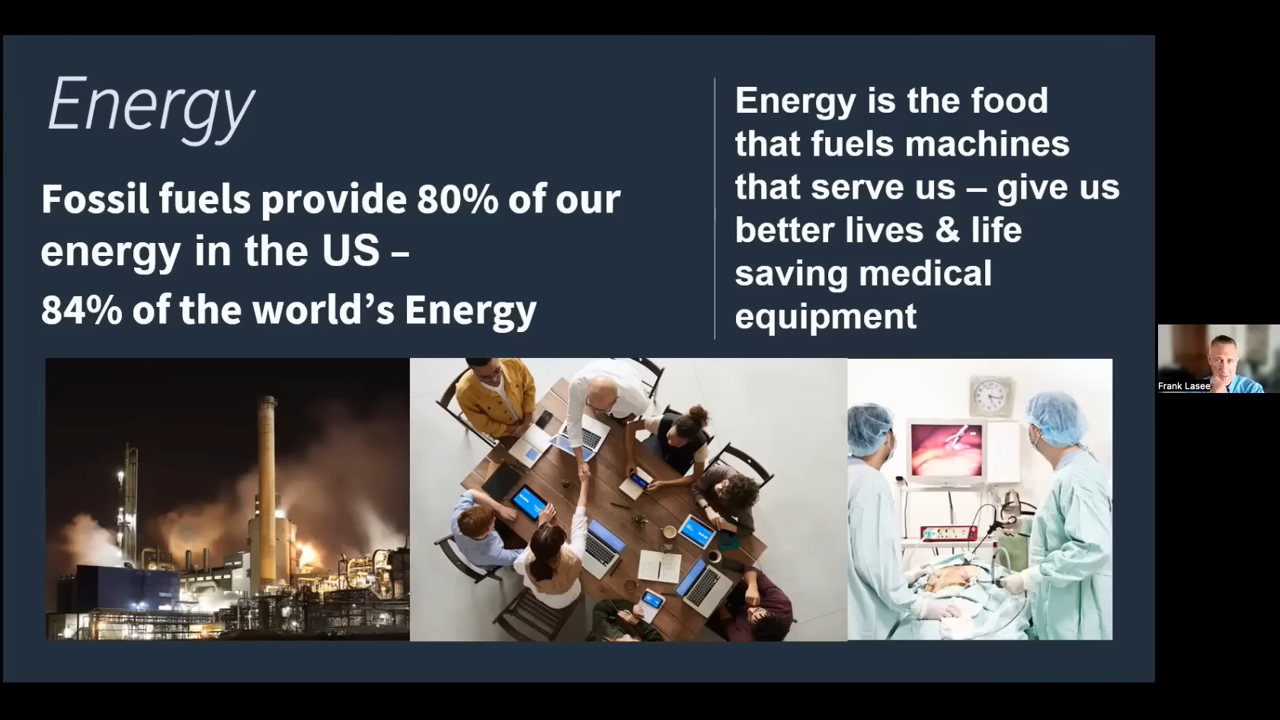 Energy
Fossil fuels provide 80% of our
energy in the US –
84% of the world’s Energy
Energy is the food
that fuels machines
that serve us – give us
better lives & life
saving medical
equipment
Frank Lasee